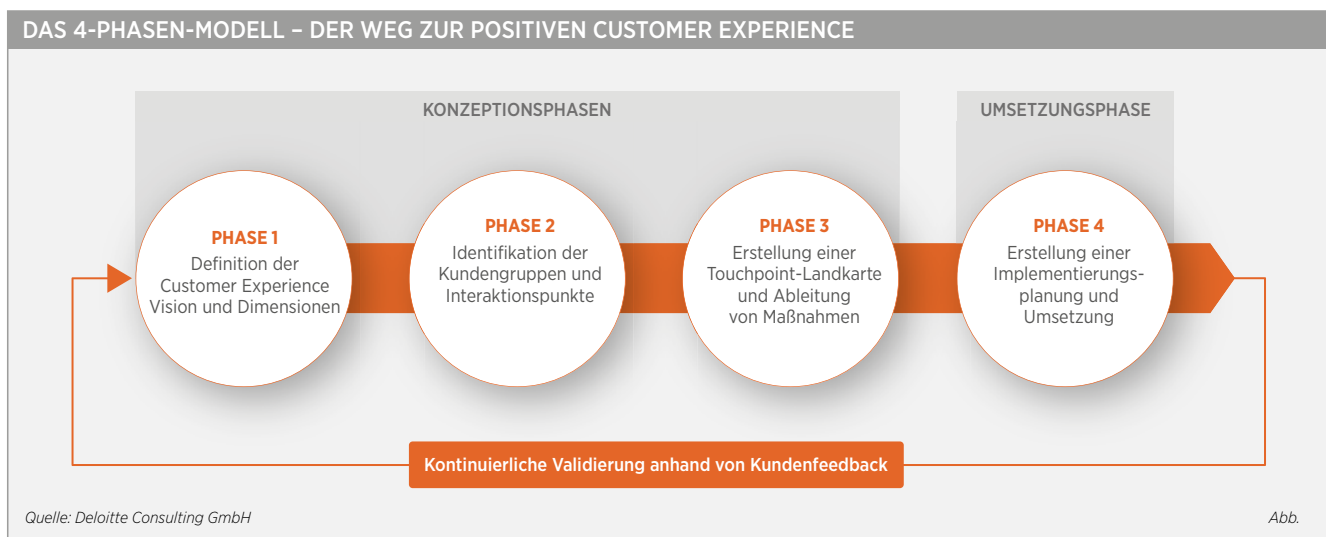 DAS 4-PHASEN-MODELL – DER WEG ZUR POSITIVEN CUSTOMER EXPERIENCE
KONZEPTIONSPHASEN
UMSETZUNGSPHASE
PHASE 1
Definition der
Customer Experience
Vision und Dimensionen
PHASE 2
Identifikation der
Kundengruppen und
Interaktionspunkte
PHASE 3
Erstellung einer
Touchpoint-Landkarte
und Ableitung
von Maßnahmen
PHASE 4
Erstellung einer
Implementierungs-
planung und
Umsetzung
Kontinuierliche Validierung anhand von Kundenfeedback
Quelle: Deloitte Consulting GmbH
Abb.